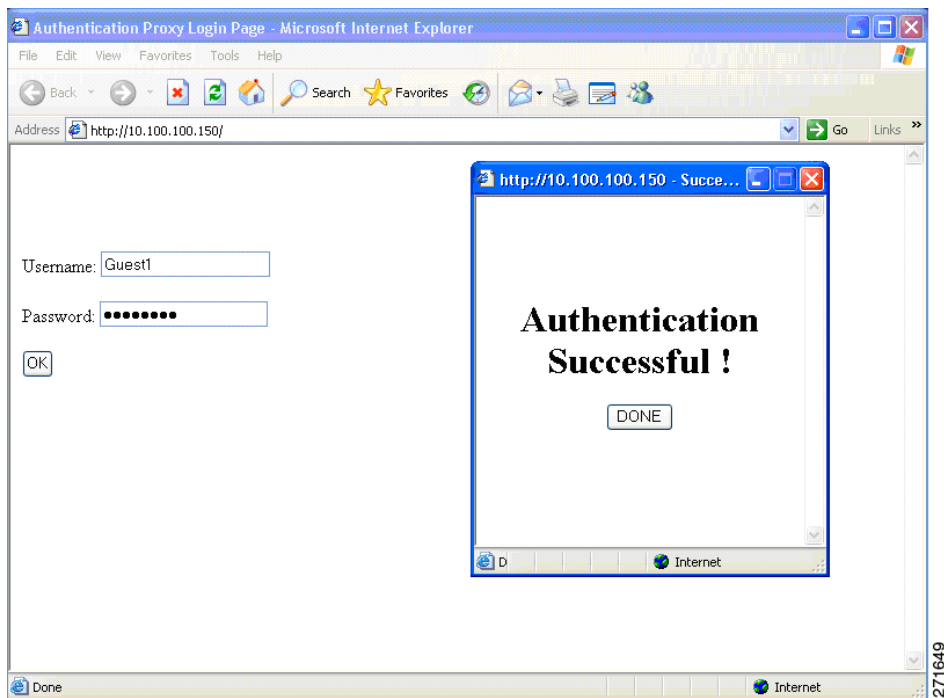 Authentication Proxy Login Page - Microsoft Internet Explorer
File Edit View Favorites Tools Help
Back Search Favorites
Address http://10.100.100.150/ Go Links »
http://10.100.100.150 - Succe...
Username: Guest1
Password: ••••••••
OK
Authentication
Successful !
DONE
D Internet
Done Internet
271649